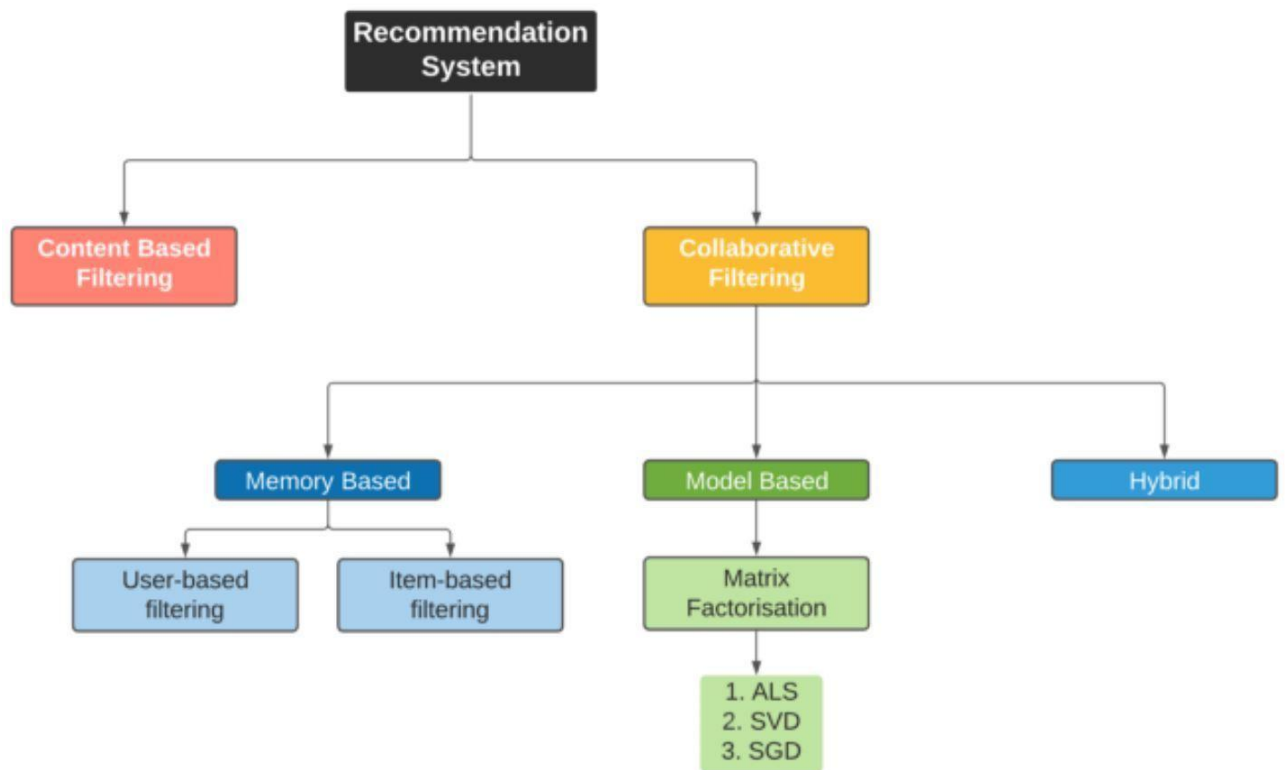 Recommendation
System
Content Based
Filtering
Collaborative
Filtering
Memory Based
Model Based
Hybrid
User-based
filtering
Item-based
filtering
Matrix
Factorisation
1. ALS
2. SVD
3. SGD